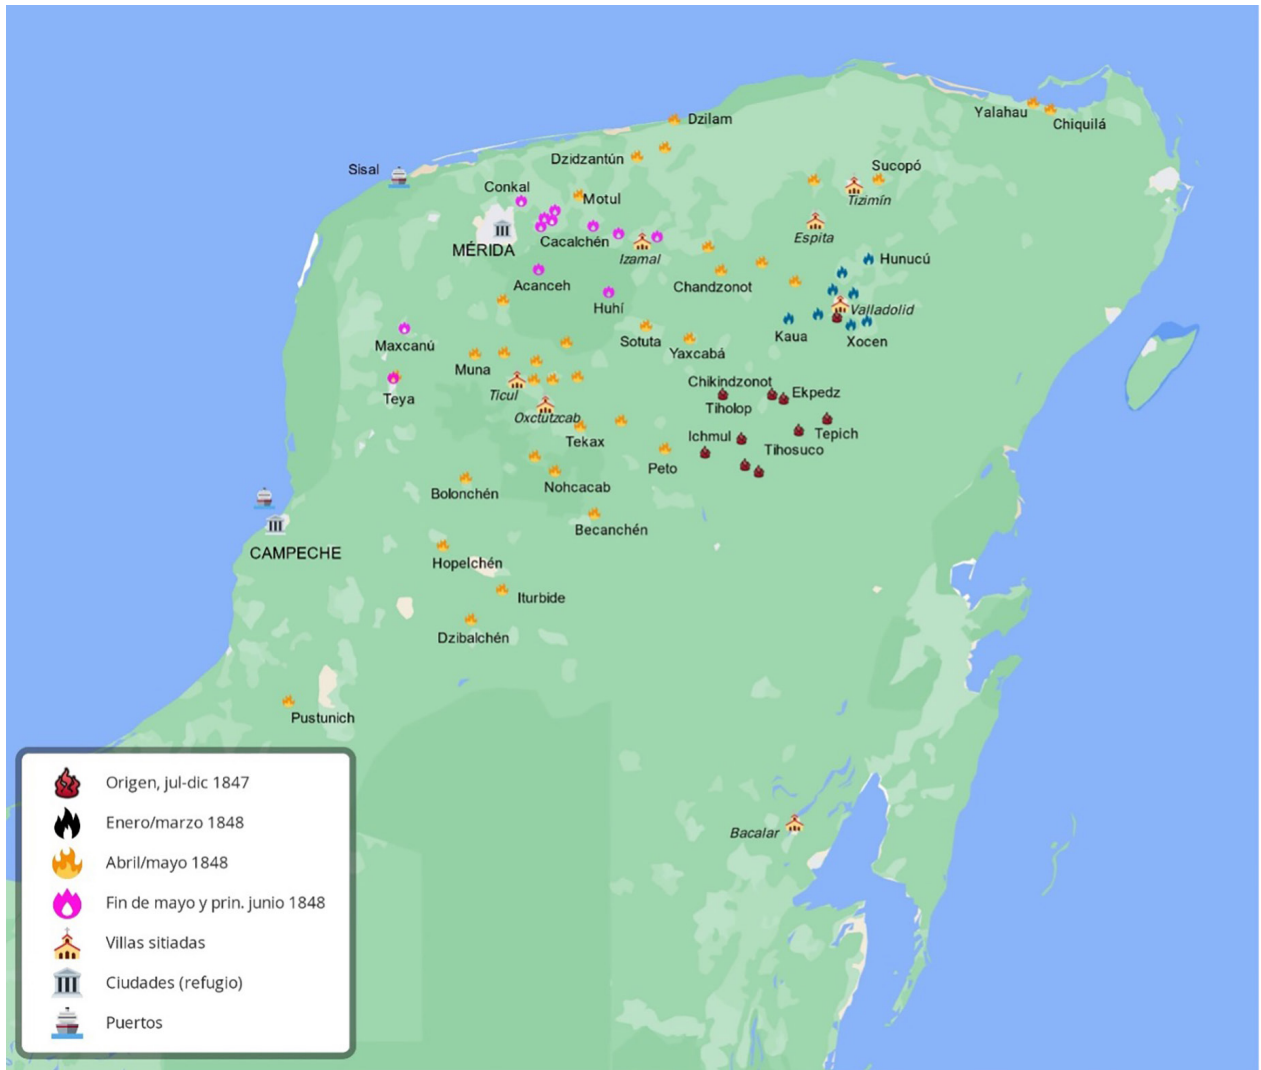 Dzilam
Yalahau
Chiquilá
Dzidzantún
Sucopó
Sisal
Conkal
Motul
Tizimín
MÉRIDA
Cacalchén
Izamal
Espita
Hunucú
Acanceh
Chandzonot
Huhí
Valladolid
Maxcanú
Sotuta
Yaxcabá
Kaua
Xocen
Muna
Teya
Ticul
Chikindzonot
Ekpedz
Tiholop
Oxctutzcab
Tekax
Ichmul
Tepich
Tihosuco
Peto
Bolonchén
Nohcacab
Becanchén
CAMPECHE
Hopelchén
Iturbide
Dzibalchén
Pustunich
Bacalar
Origen, jul-dic 1847
Enero/marzo 1848
Abril/mayo 1848
Fin de mayo y prin. junio 1848
Villas sitiadas
Ciudades (refugio)
Puertos